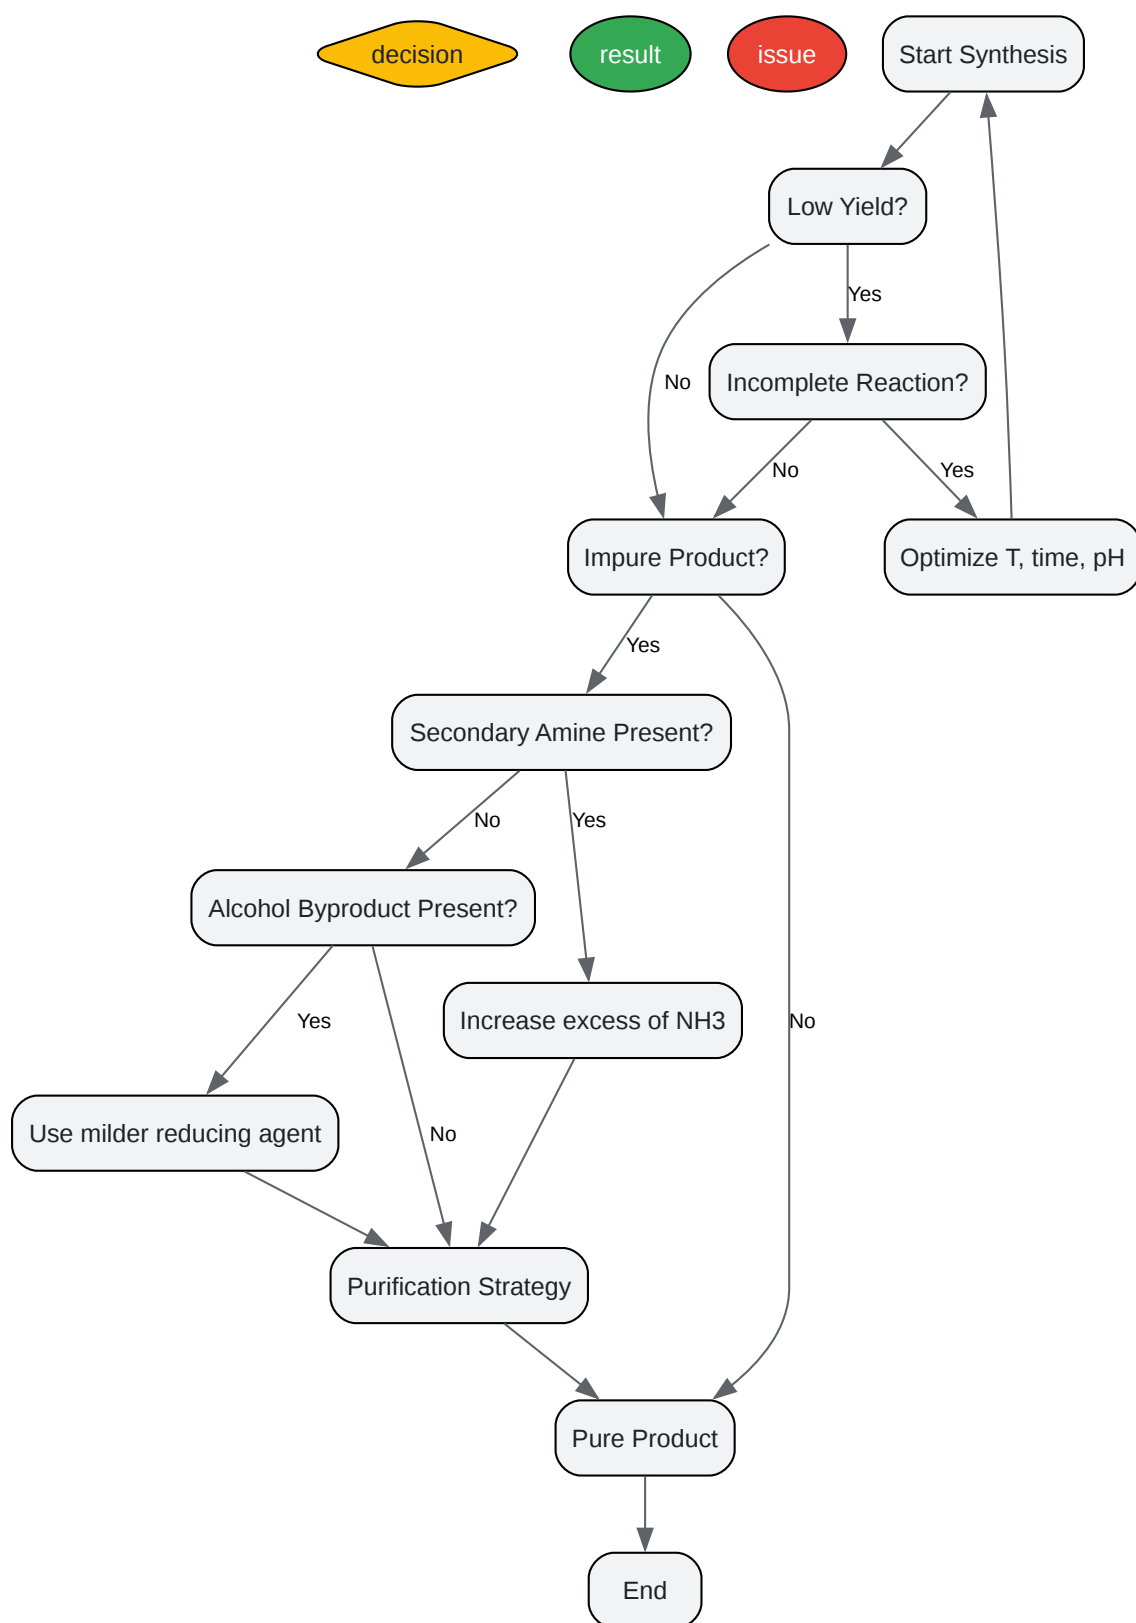 decision
result
issue
Start Synthesis
Low Yield?
Yes
No
Incomplete Reaction?
No
Yes
Impure Product?
Optimize T, time, pH
Yes
Secondary Amine Present?
No
Yes
Alcohol Byproduct Present?
Yes
Increase excess of NH3
No
Use milder reducing agent
No
Purification Strategy
Pure Product
End